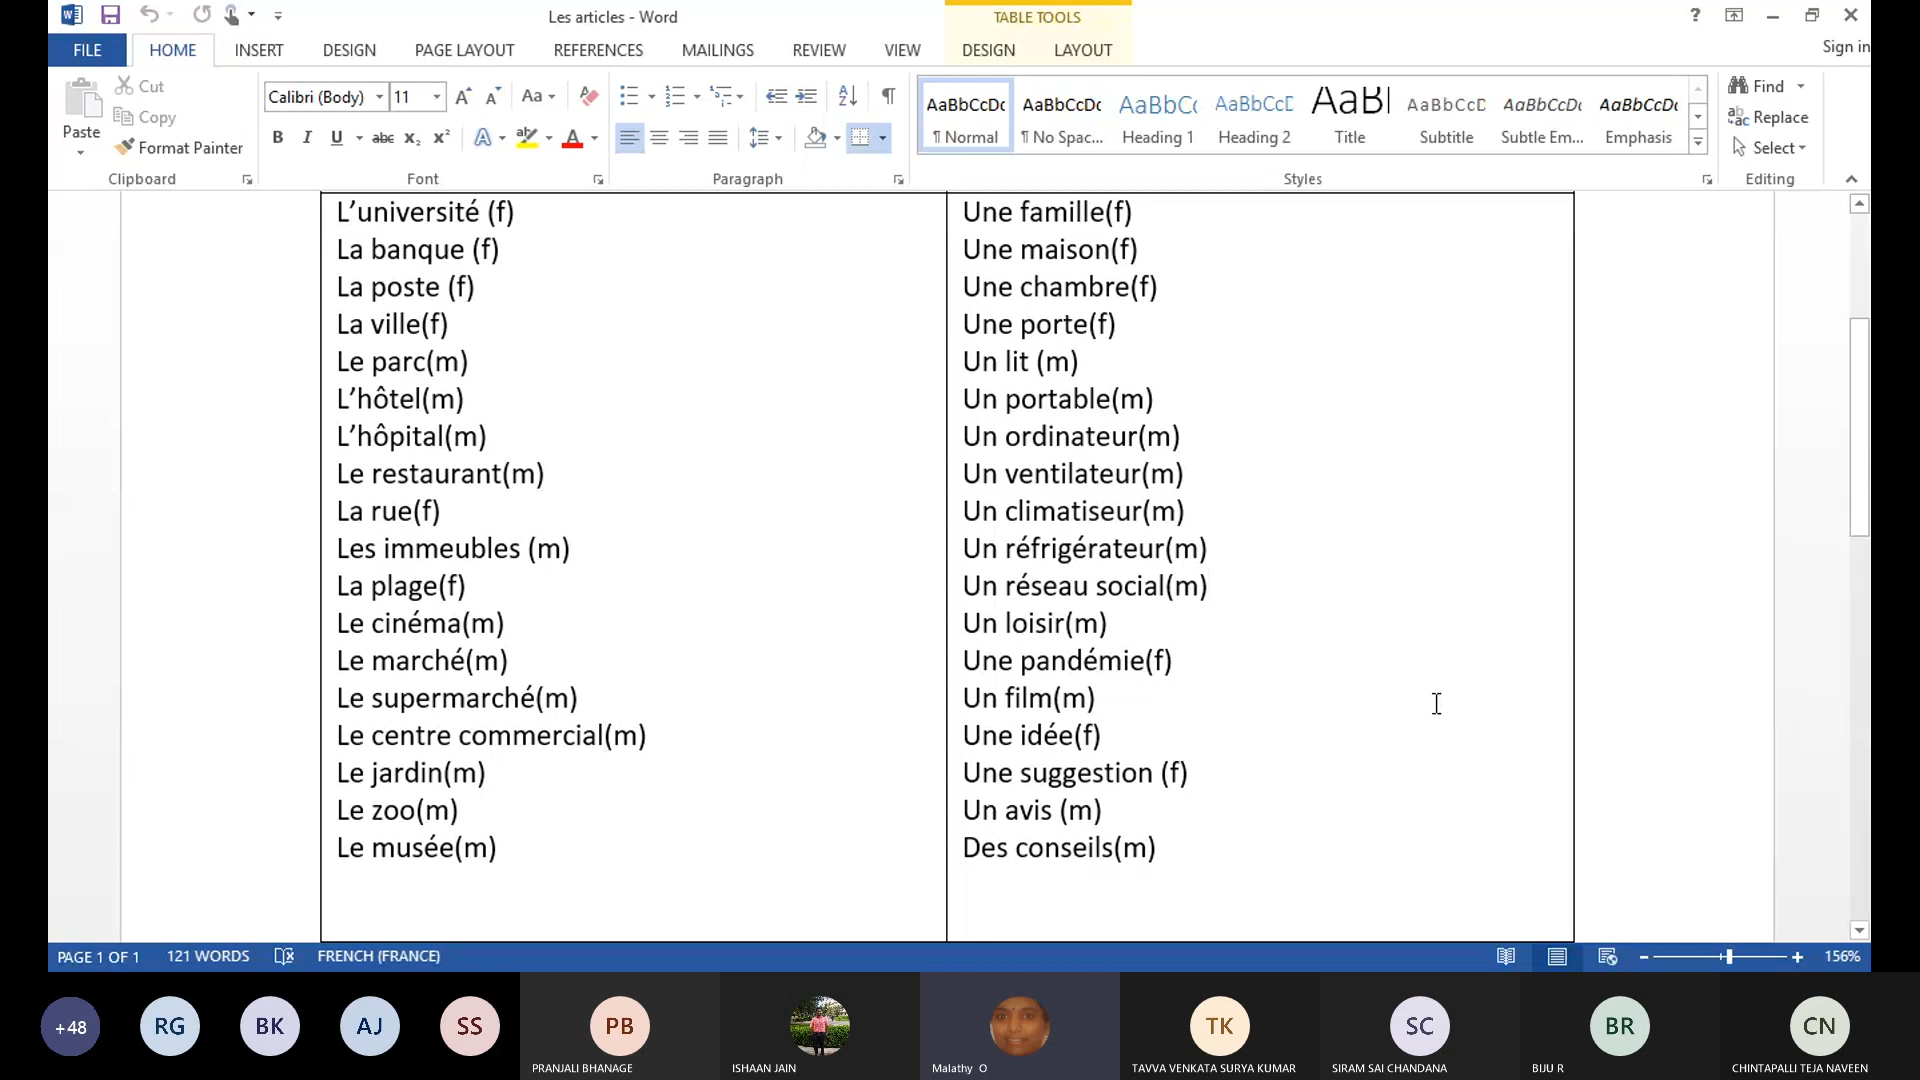 Les articles - Word
TABLE TOOLS
?
Sign in
FILE HOME INSERT DESIGN PAGE LAYOUT REFERENCES MAILINGS REVIEW VIEW DESIGN LAYOUT
Paste
Cut
Copy
Format Painter
Clipboard
Calibri (Body) 11
Font
Paragraph
AaBbCcDc AaBbCcDc AaBbC( AaBbCcC AaBl AaBbCcD AaBbCcDc AaBbCcDc
¶ Normal ¶ No Spac... Heading 1 Heading 2 Title Subtitle Subtle Em... Emphasis
Styles
Find
Replace
Select
Editing
L’université (f)
La banque (f)
La poste (f)
La ville(f)
Le parc(m)
L’hôtel(m)
L’hôpital(m)
Le restaurant(m)
La rue(f)
Les immeubles (m)
La plage(f)
Le cinéma(m)
Le marché(m)
Le supermarché(m)
Le centre commercial(m)
Le jardin(m)
Le zoo(m)
Le musée(m)
Une famille(f)
Une maison(f)
Une chambre(f)
Une porte(f)
Un lit (m)
Un portable(m)
Un ordinateur(m)
Un ventilateur(m)
Un climatiseur(m)
Un réfrigérateur(m)
Un réseau social(m)
Un loisir(m)
Une pandémie(f)
Un film(m)
Une idée(f)
Une suggestion (f)
Un avis (m)
Des conseils(m)
PAGE 1 OF 1 121 WORDS FRENCH (FRANCE) 156%
+48 RG BK AJ SS PB TK SC BR CN
PRANJALI BHANAGE ISHAAN JAIN Malathy O TAVVA VENKATA SURYA KUMAR SIRAM SAI CHANDANA BIJU R CHINTAPALLI TEJA NAVEEN